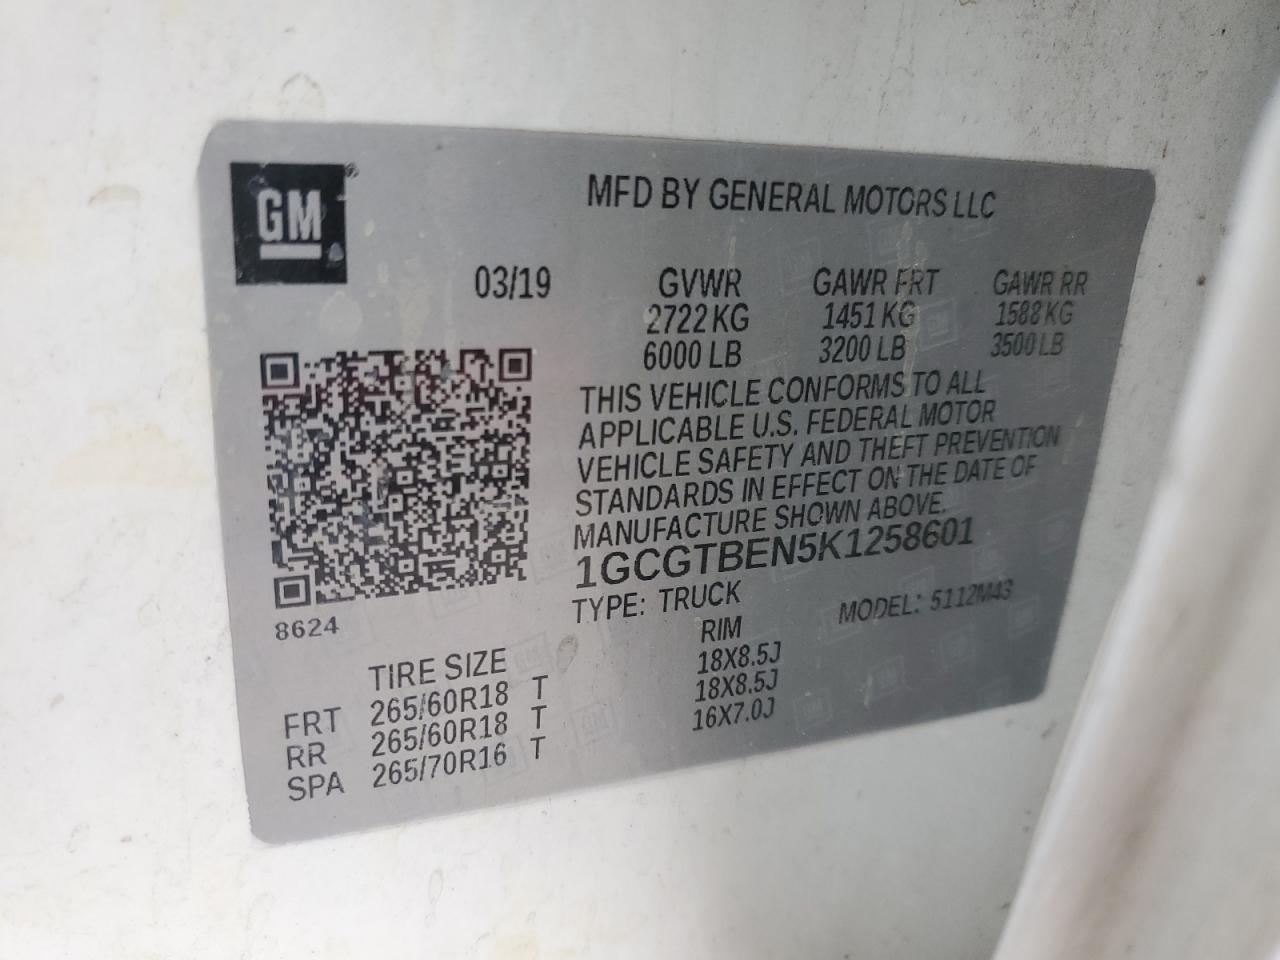 GM®
MFD BY GENERAL MOTORS LLC
03/19 GVWR GAWR FRT GAWR RR
2722 KG 1451 KG 1588 KG
6000 LB 3200 LB 3500 LB
THIS VEHICLE CONFORMS TO ALL
APPLICABLE U.S. FEDERAL MOTOR
VEHICLE SAFETY AND THEFT PREVENTION
STANDARDS IN EFFECT ON THE DATE OF
MANUFACTURE SHOWN ABOVE.
1GCGTBEN5K1258601
TYPE: TRUCK MODEL: 5112M43
8624
TIRE SIZE RIM
FRT 265/60R18 T 18X8.5J
RR 265/60R18 T 18X8.5J
SPA 265/70R16 T 16X7.0J